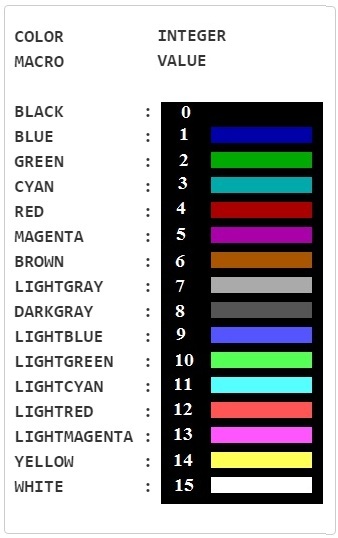 COLOR INTEGER
MACRO VALUE
BLACK : 0
BLUE : 1
GREEN : 2
CYAN : 3
RED : 4
MAGENTA : 5
BROWN : 6
LIGHTGRAY : 7
DARKGRAY : 8
LIGHTBLUE : 9
LIGHTGREEN : 10
LIGHTCYAN : 11
LIGHTRED : 12
LIGHTMAGENTA : 13
YELLOW : 14
WHITE : 15